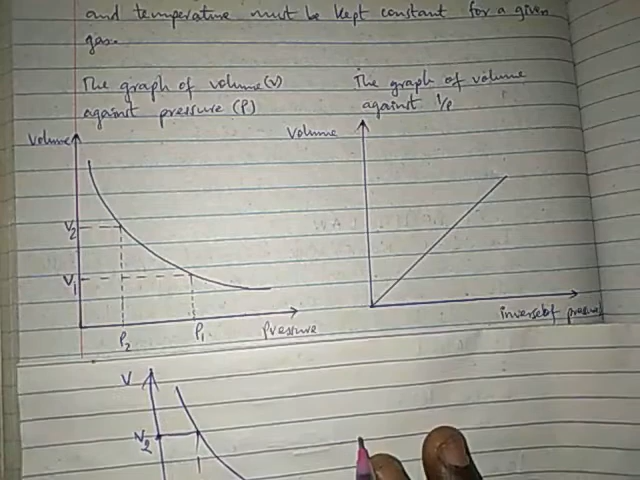 and temperature must be kept constant for a given
gas.
The graph of volume (v)
against pressure (P)
The graph of volume
against 1/P
Volume
V2
V1
P2
P1
Pressure
Volume
inverse of pressure
V
V2